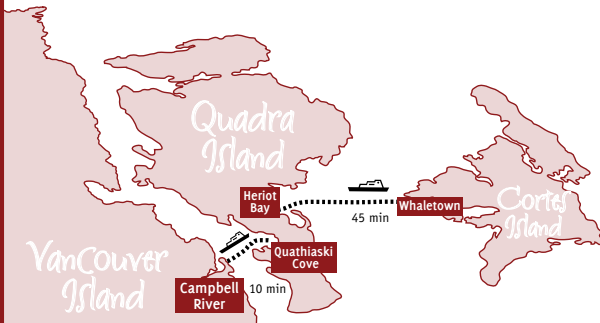 Quadra
Island
Heriot
Bay
45 min
Whaletown
Cortes
Island
Vancouver
Island
Quathiaski
Cove
Campbell
River
10 min